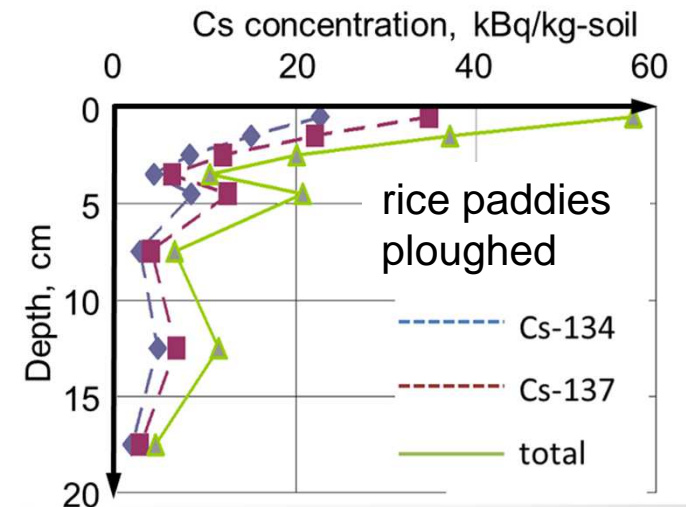 Cs concentration, kBq/kg-soil
0 20 40 60
0
5
10
15
20
Depth, cm
rice paddies
ploughed
Cs-134
Cs-137
total